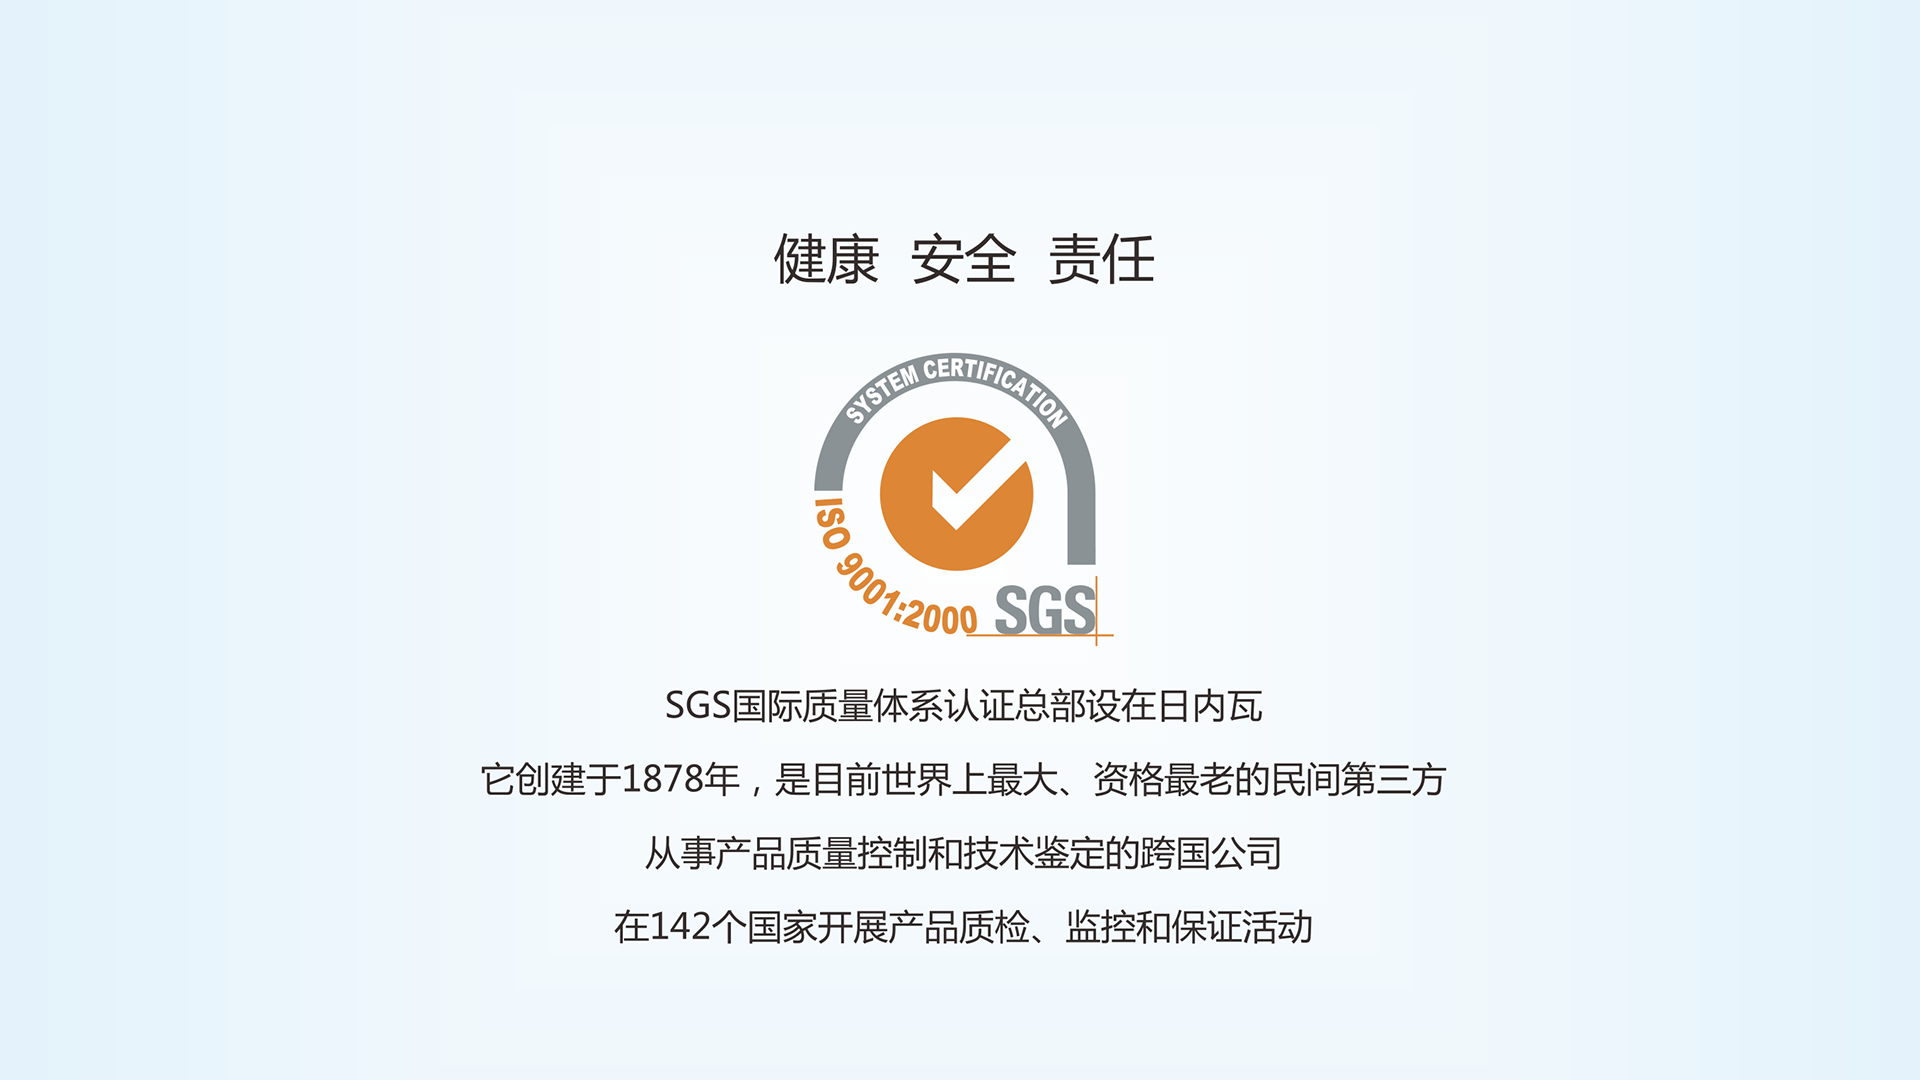 健康 安全 责任
SYSTEM CERTIFICATION
ISO 9001:2000
SGS
SGS国际质量体系认证总部设在日内瓦
它创建于1878年，是目前世界上最大、资格最老的民间第三方
从事产品质量控制和技术鉴定的跨国公司
在142个国家开展产品质检、监控和保证活动